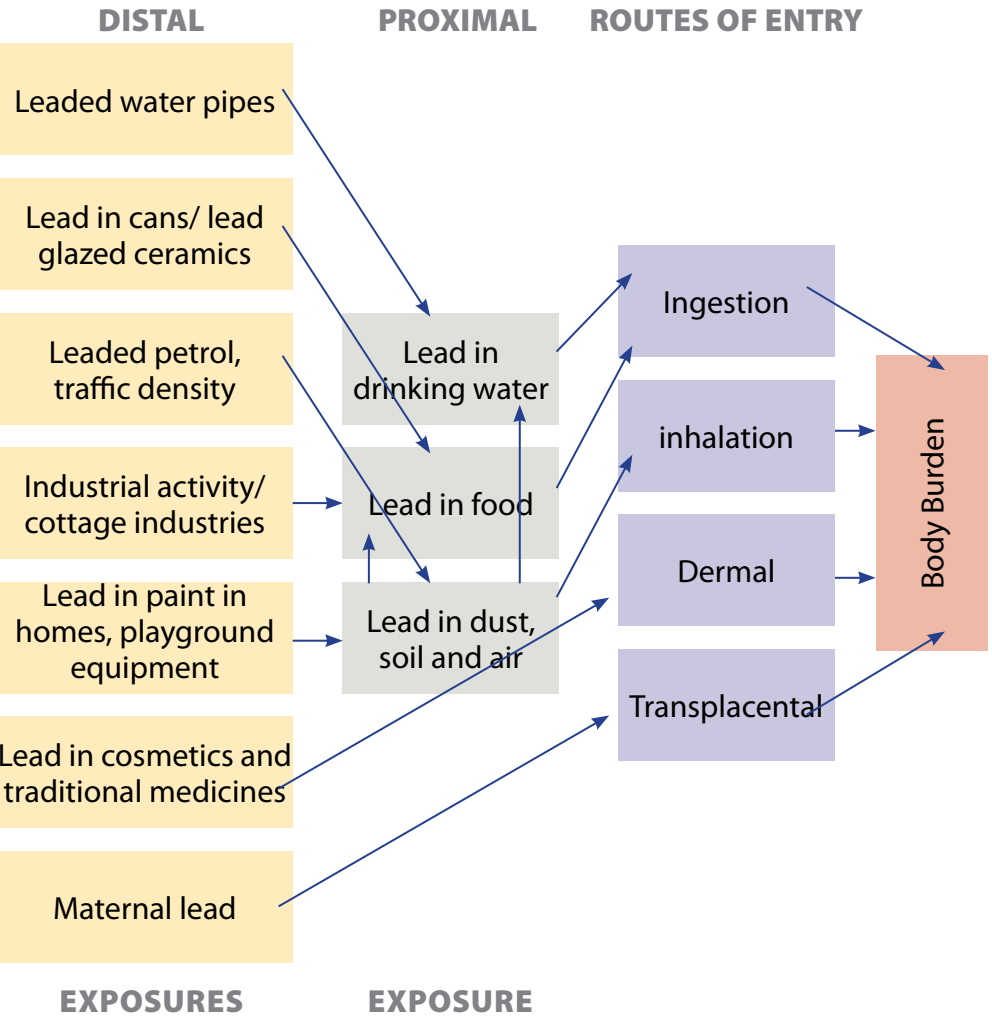 DISTAL
PROXIMAL
ROUTES OF ENTRY
Leaded water pipes
Lead in cans/ lead
glazed ceramics
Leaded petrol,
traffic density
Industrial activity/
cottage industries
Lead in paint in
homes, playground
equipment
Lead in cosmetics and
traditional medicines
Maternal lead
Lead in
drinking water
Lead in food
Lead in dust,
soil and air
Ingestion
inhalation
Dermal
Transplacental
Body Burden
EXPOSURES
EXPOSURE